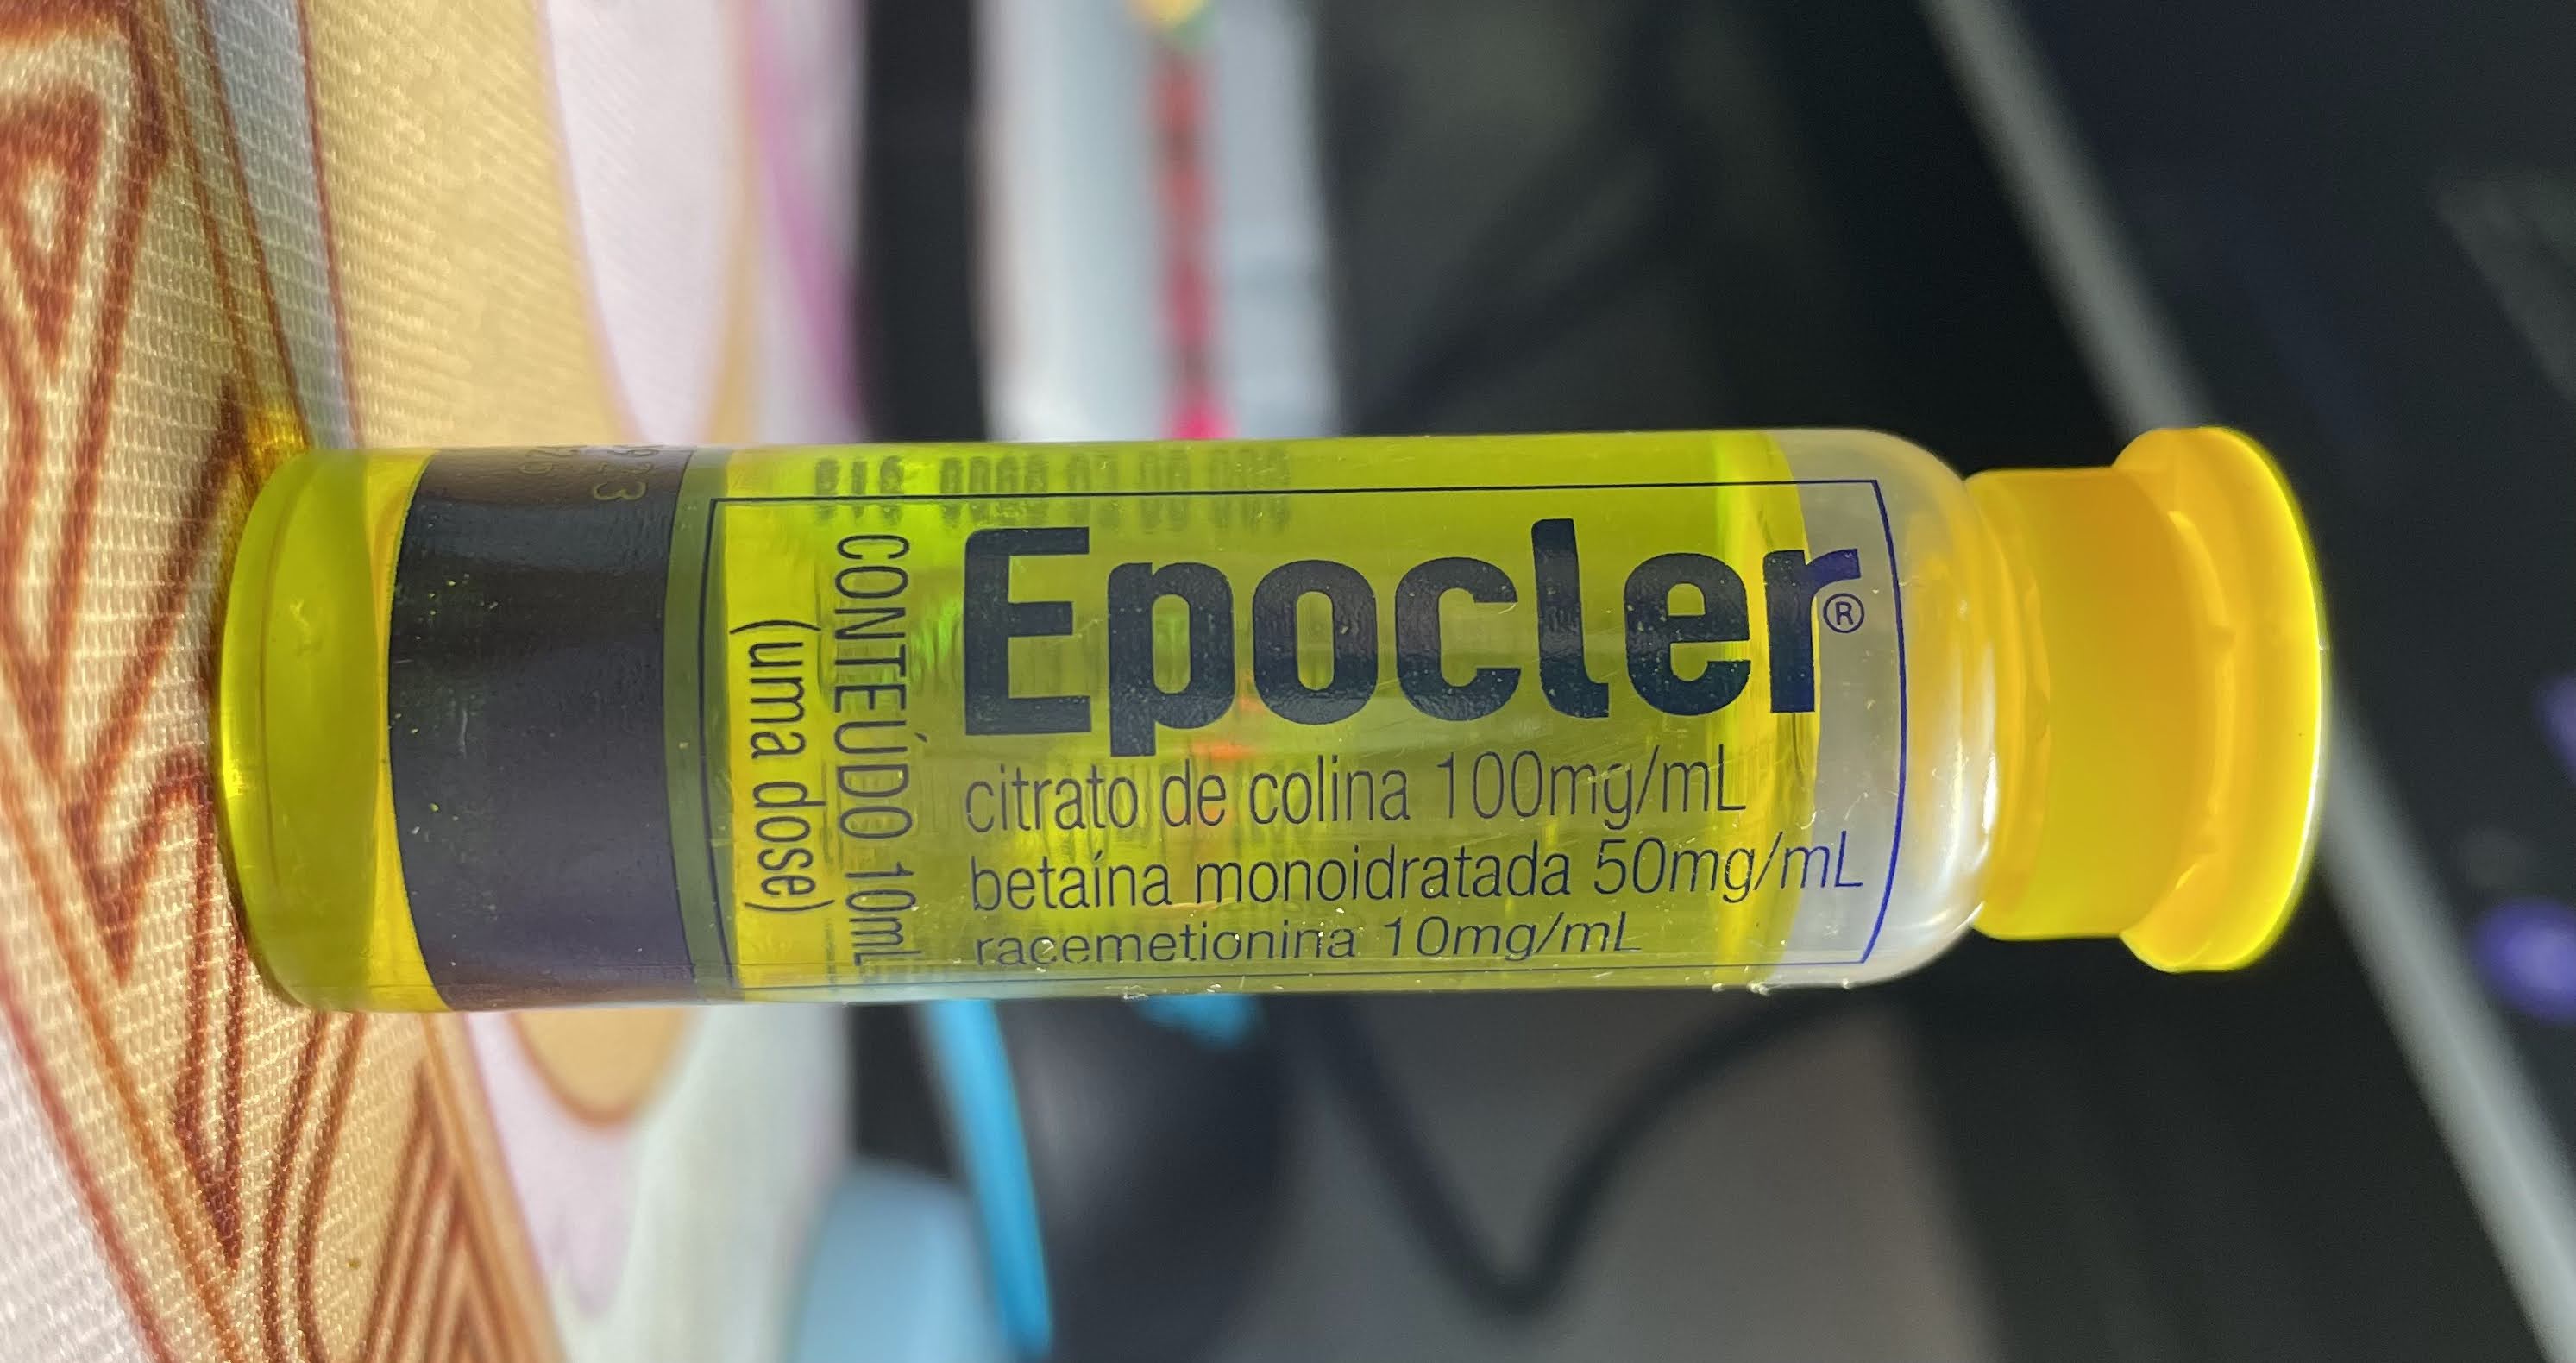 Epocler®
citrato de colina 100mg/mL
betaína monoidratada 50mg/mL
racemetionina 10mg/mL
CONTEÚDO 10mL
(uma dose)